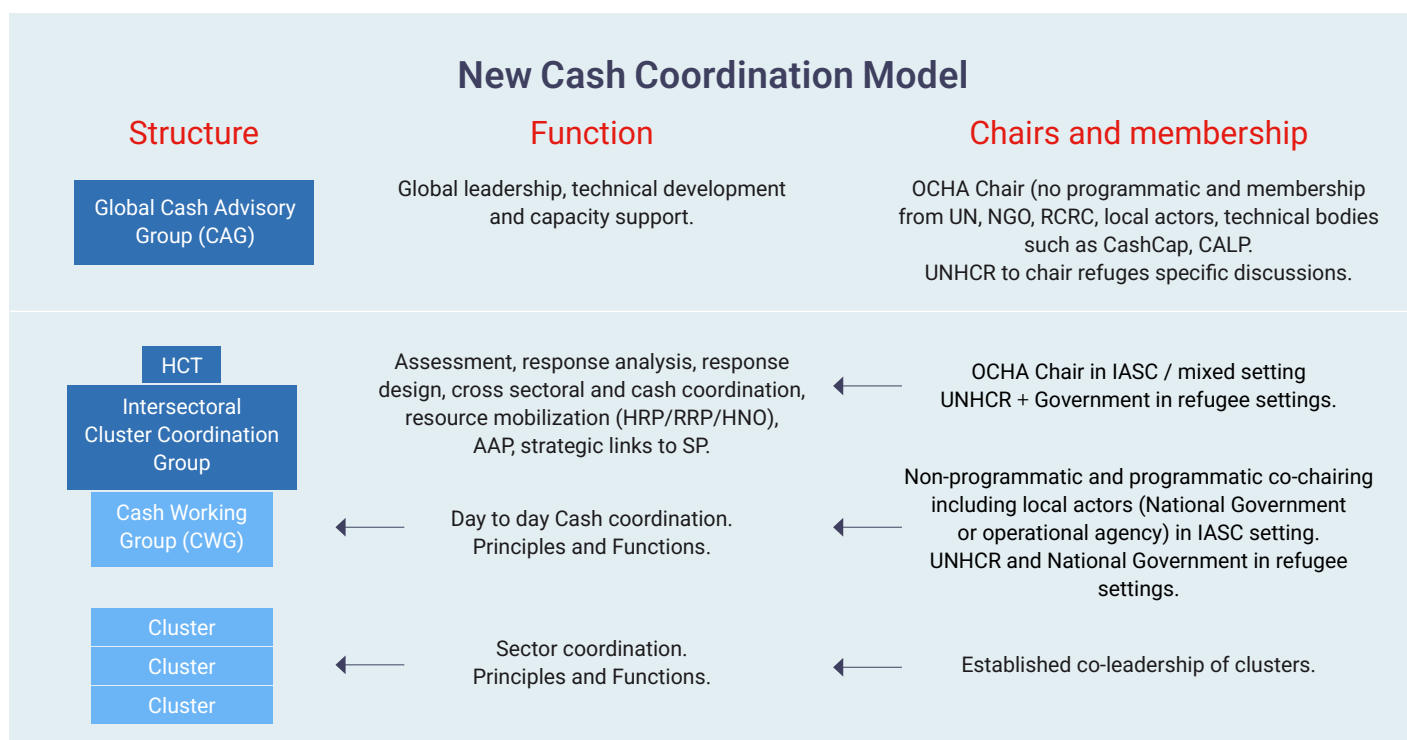 New Cash Coordination Model
Structure
Function
Chairs and membership
Global Cash Advisory
Group (CAG)
Global leadership, technical development
and capacity support.
OCHA Chair (no programmatic and membership
from UN, NGO, RCRC, local actors, technical bodies
such as CashCap, CALP.
UNHCR to chair refuges specific discussions.
HCT
Intersectoral
Cluster Coordination
Group
Assessment, response analysis, response
design, cross sectoral and cash coordination,
resource mobilization (HRP/RRP/HNO),
AAP, strategic links to SP.
OCHA Chair in IASC / mixed setting
UNHCR + Government in refugee settings.
Cash Working
Group (CWG)
Day to day Cash coordination.
Principles and Functions.
Non-programmatic and programmatic co-chairing
including local actors (National Government
or operational agency) in IASC setting.
UNHCR and National Government in refugee
settings.
Cluster
Cluster
Cluster
Sector coordination.
Principles and Functions.
Established co-leadership of clusters.